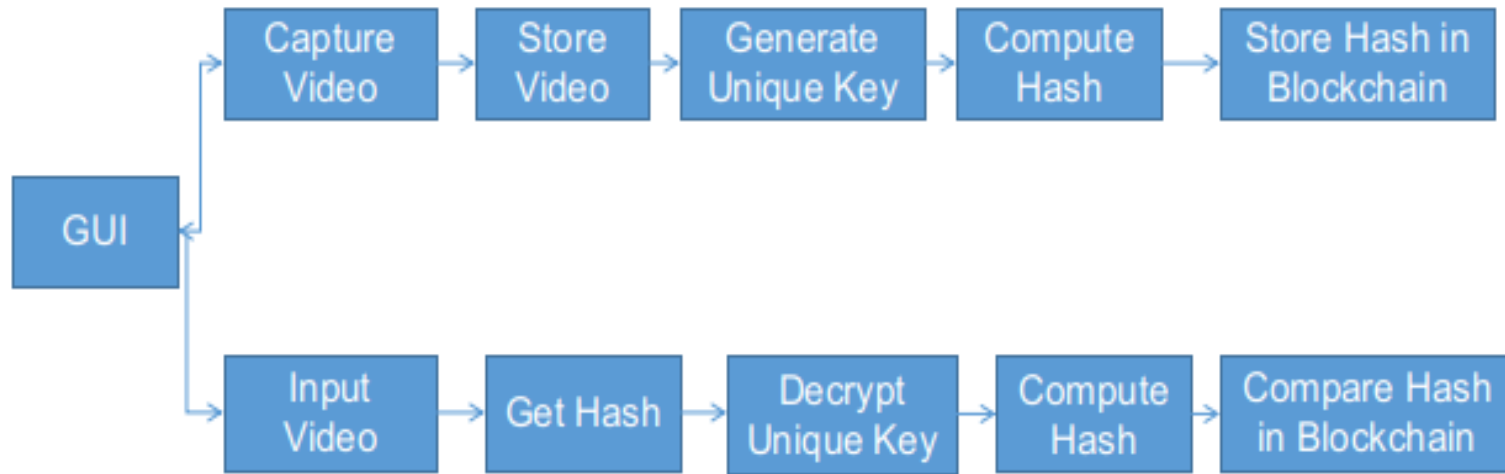 Capture
Video
Store
Video
Generate
Unique Key
Compute
Hash
Store Hash in
Blockchain
GUI
Input
Video
Get Hash
Decrypt
Unique Key
Compute
Hash
Compare Hash
in Blockchain